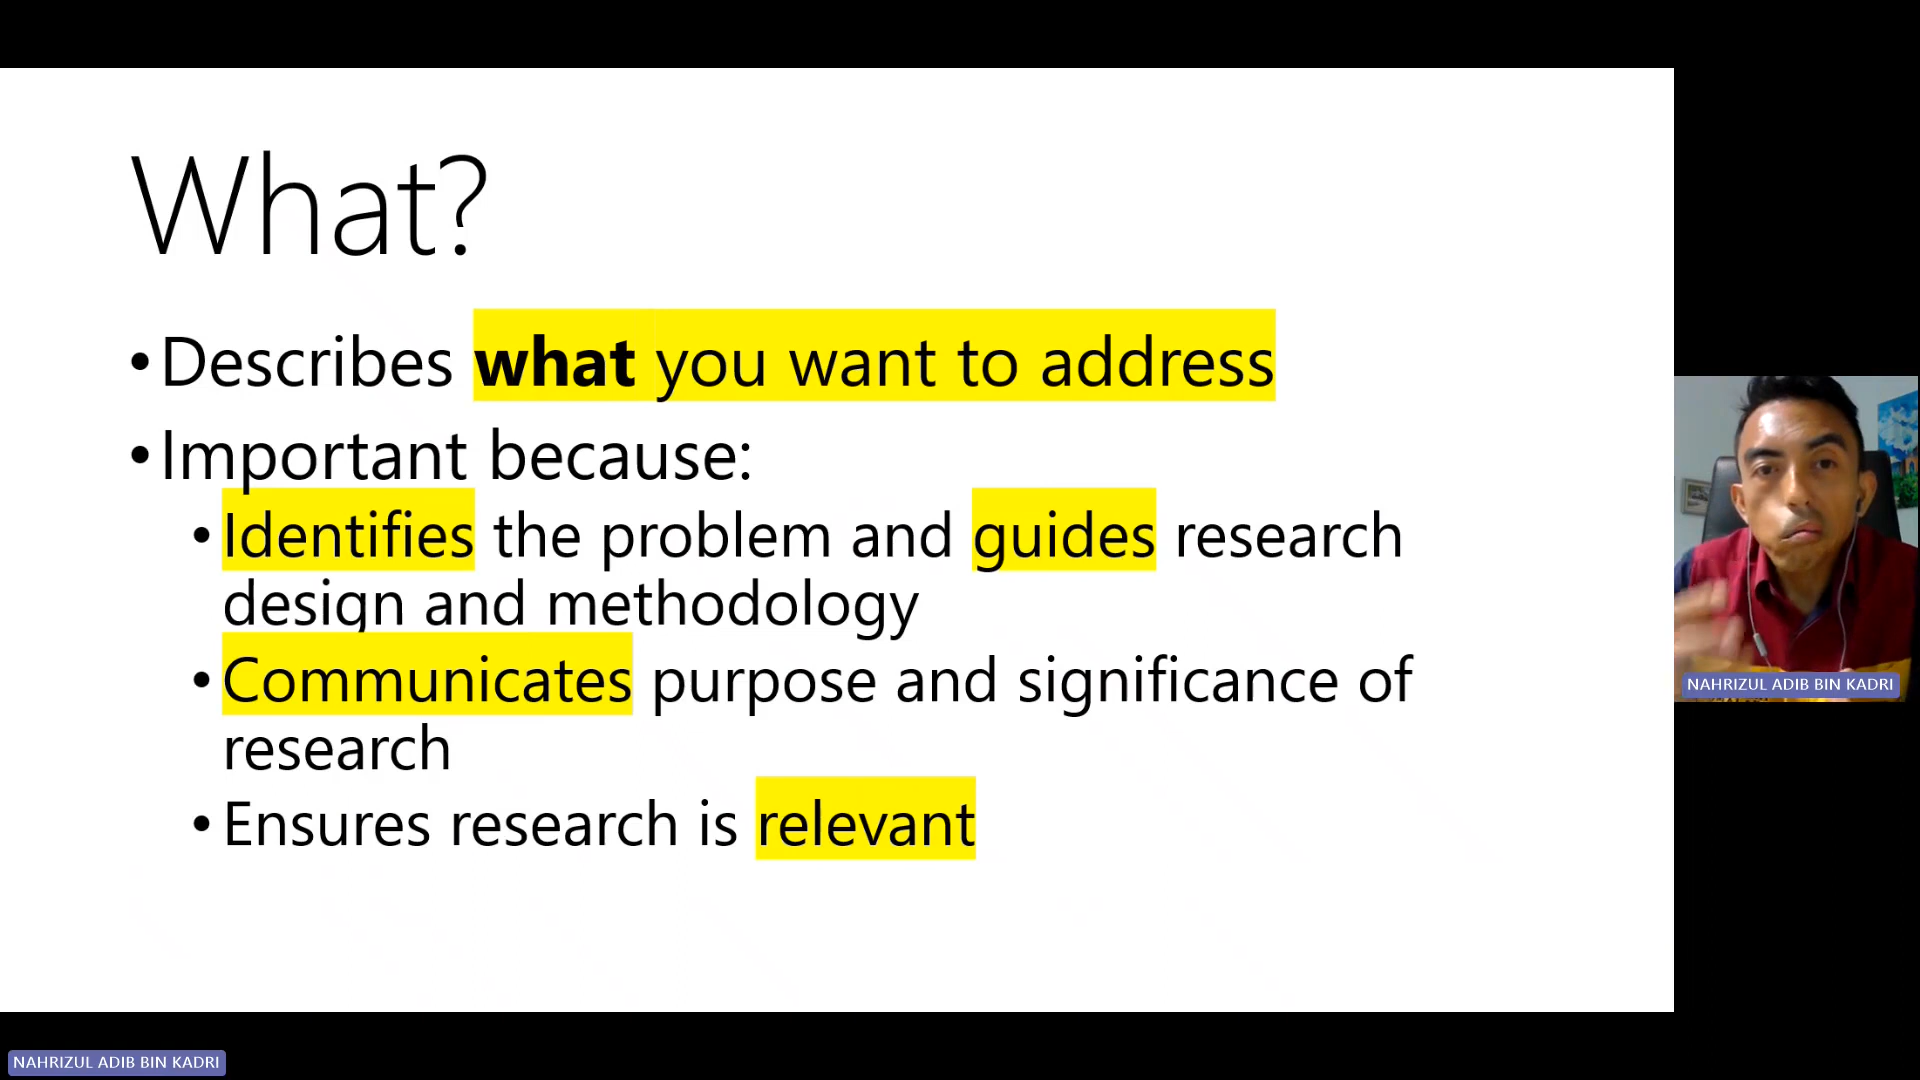 What?
•Describes what you want to address
•Important because:
•Identifies the problem and guides research
design and methodology
•Communicates purpose and significance of
research
•Ensures research is relevant
NAHRIZUL ADIB BIN KADRI
NAHRIZUL ADIB BIN KADRI